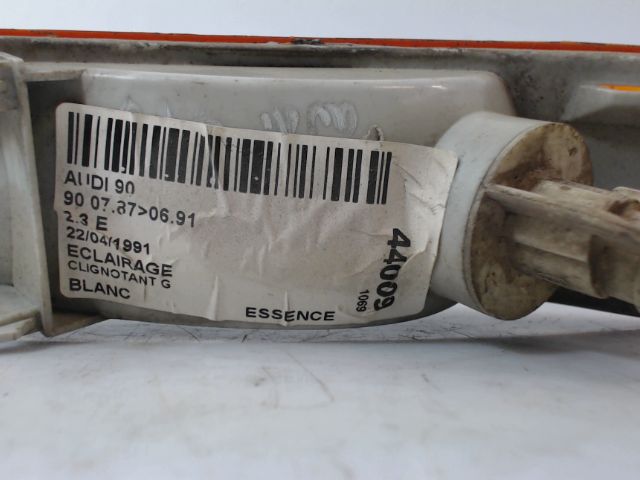 AUDI 90
90 07.87>06.91
2.3 E
22/04/1991
ECLAIRAGE
CLIGNOTANT G
BLANC
ESSENCE
44009
1069